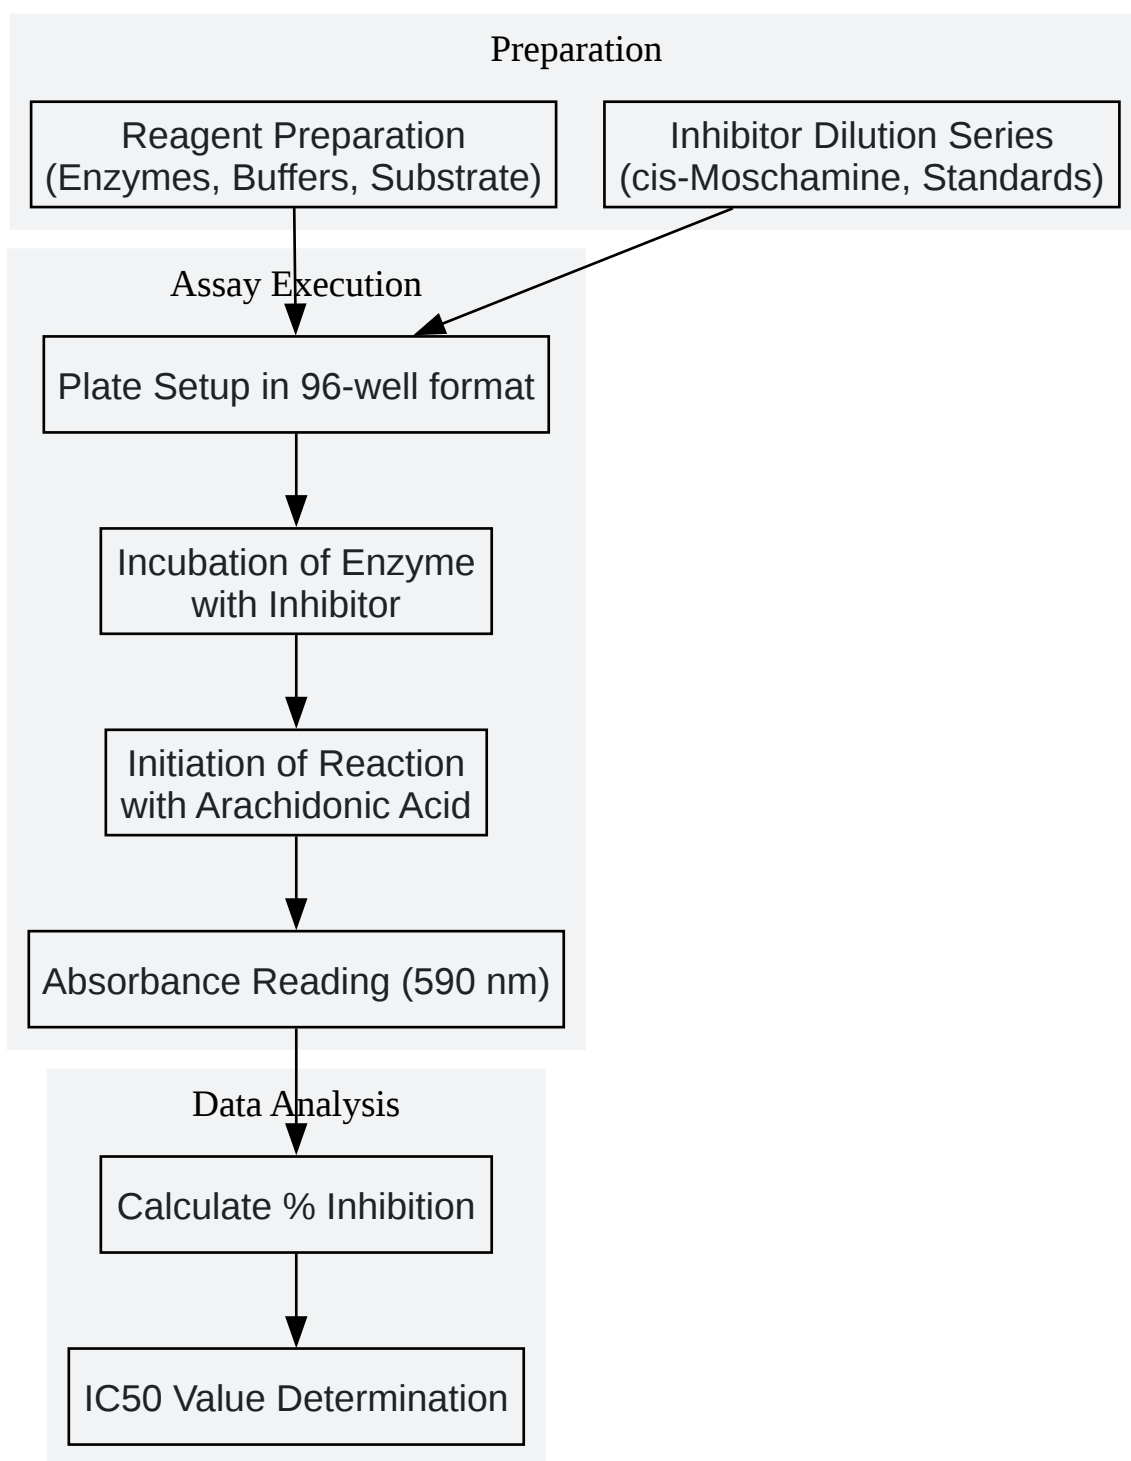 Preparation
Reagent Preparation
(Enzymes, Buffers, Substrate)
Inhibitor Dilution Series
(cis-Moschamine, Standards)
Assay Execution
Plate Setup in 96-well format
Incubation of Enzyme
with Inhibitor
Initiation of Reaction
with Arachidonic Acid
Absorbance Reading (590 nm)
Data Analysis
Calculate % Inhibition
IC50 Value Determination